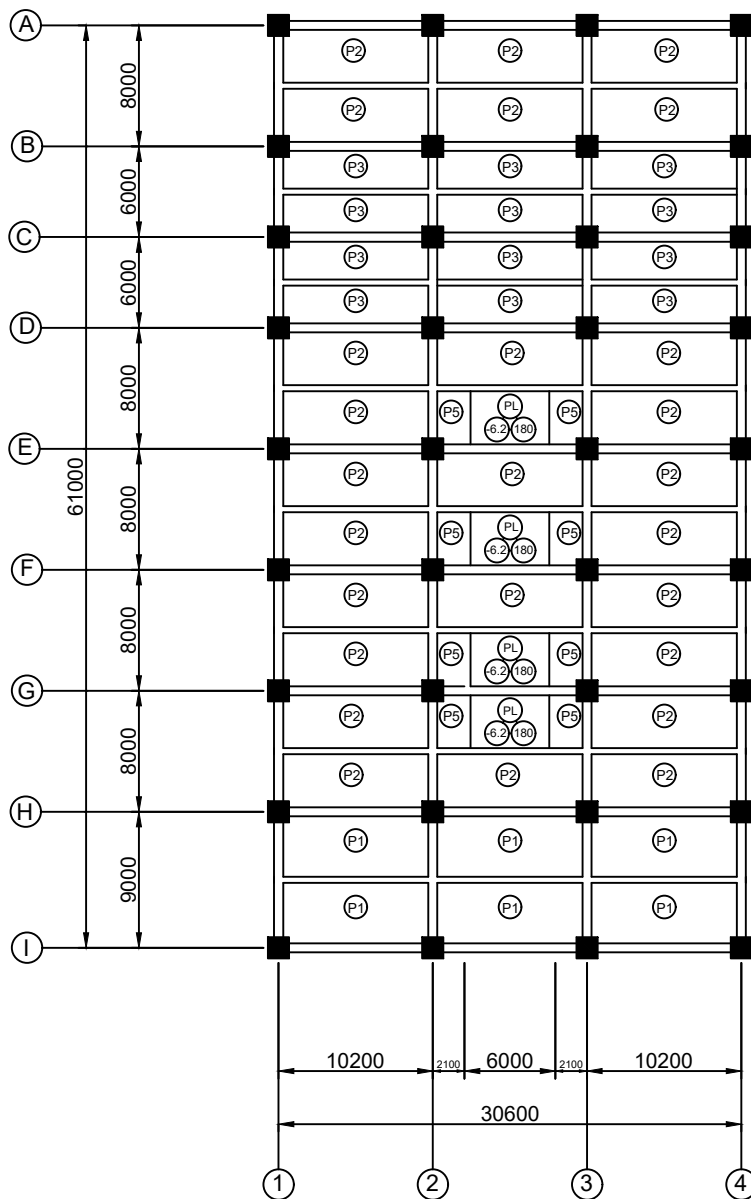 A
P2 P2 P2
8000
P2 P2 P2
B
P3 P3 P3
6000
P3 P3 P3
C
P3 P3 P3
6000
P3 P3 P3
D
P2 P2 P2
8000
P2 P5 PL P5 P2
-6.2 180
E
P2 P2 P2
61000
8000
P2 P5 PL P5 P2
-6.2 180
F
P2 P2 P2
8000
P2 P5 PL P5 P2
-6.2 180
G
P2 P5 PL P5 P2
-6.2 180
8000
P2 P2 P2
H
P1 P1 P1
9000
P1 P1 P1
I
10200 2100 6000 2100 10200
30600
1 2 3 4